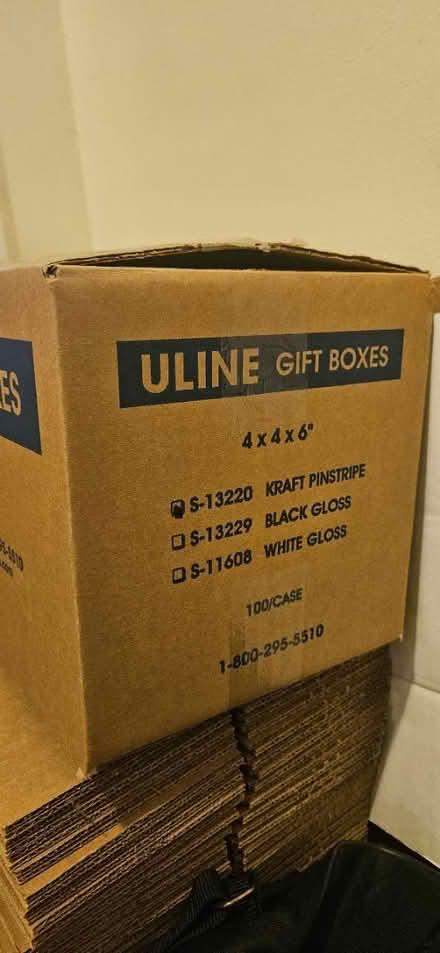 ULINE GIFT BOXES
4 x 4 x 6"
S-13220 KRAFT PINSTRIPE
S-13229 BLACK GLOSS
S-11608 WHITE GLOSS
100/CASE
1-800-295-5510
ES